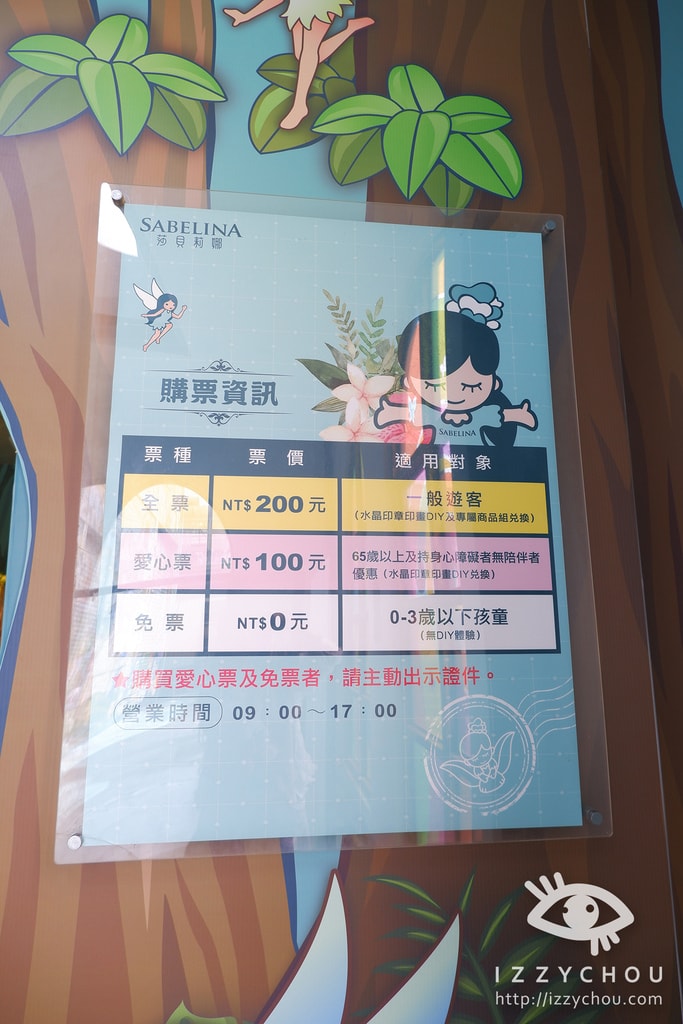 SABELINA
莎貝莉娜
SABELINA
購票資訊
票種 票價 適用對象
全票 NT$200元 一般遊客
(水晶印章印畫DIY及專屬商品組兌換)
愛心票 NT$100元 65歲以上及持身心障礙者無陪伴者
優惠(水晶印章印畫DIY兌換)
免票 NT$0元 0-3歲以下孩童
(無DIY體驗)
★購買愛心票及免票者，請主動出示證件。
營業時間 09：00～17：00
IZZYCHOU
http://izzychou.com